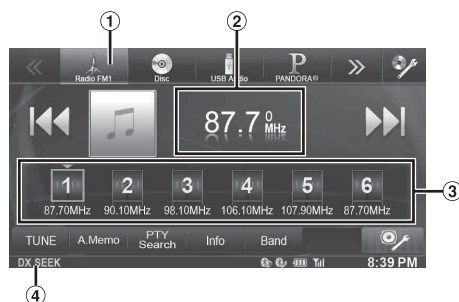 1 2
Radio FM1 Disc USB Audio PANDORA®
87.7 0 MHz
1 2 3 4 5 6
87.70MHz 90.10MHz 98.10MHz 106.10MHz 107.90MHz 87.70MHz
3
TUNE A.Memo PTY Search Info Band
DX SEEK 8:39 PM
4